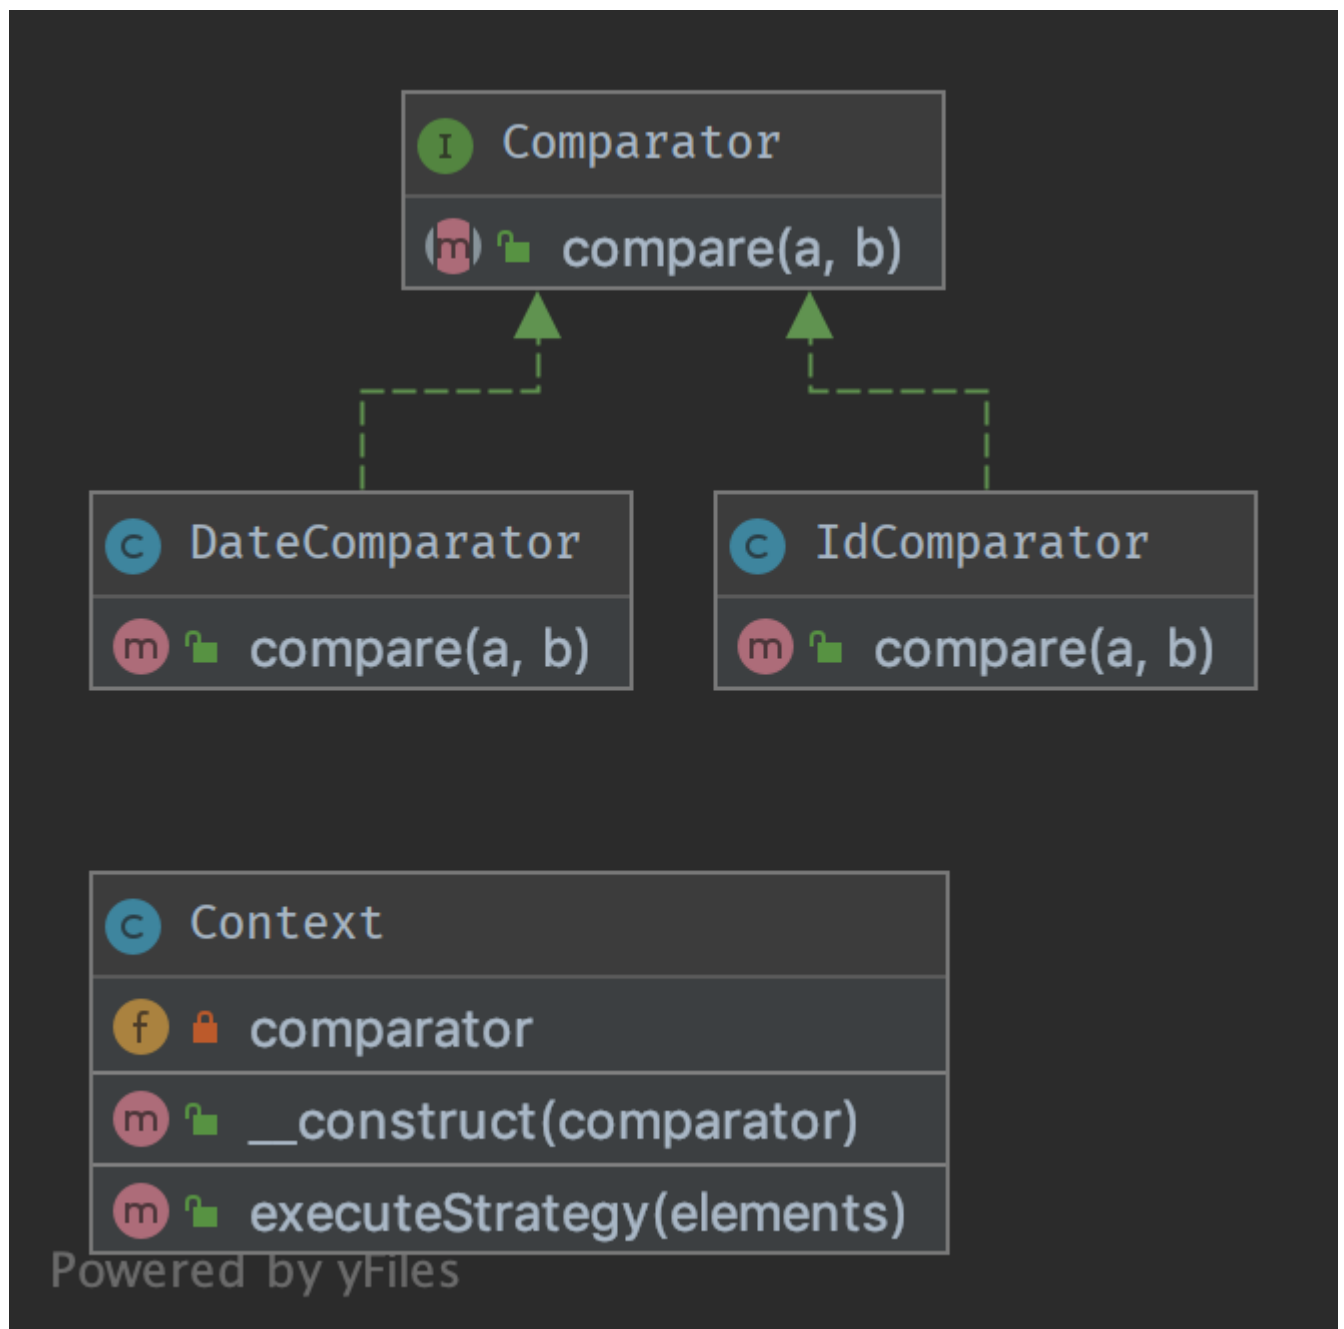 I Comparator
m compare(a, b)
C DateComparator
m compare(a, b)
C IdComparator
m compare(a, b)
C Context
f comparator
m __construct(comparator)
m executeStrategy(elements)
Powered by yFiles